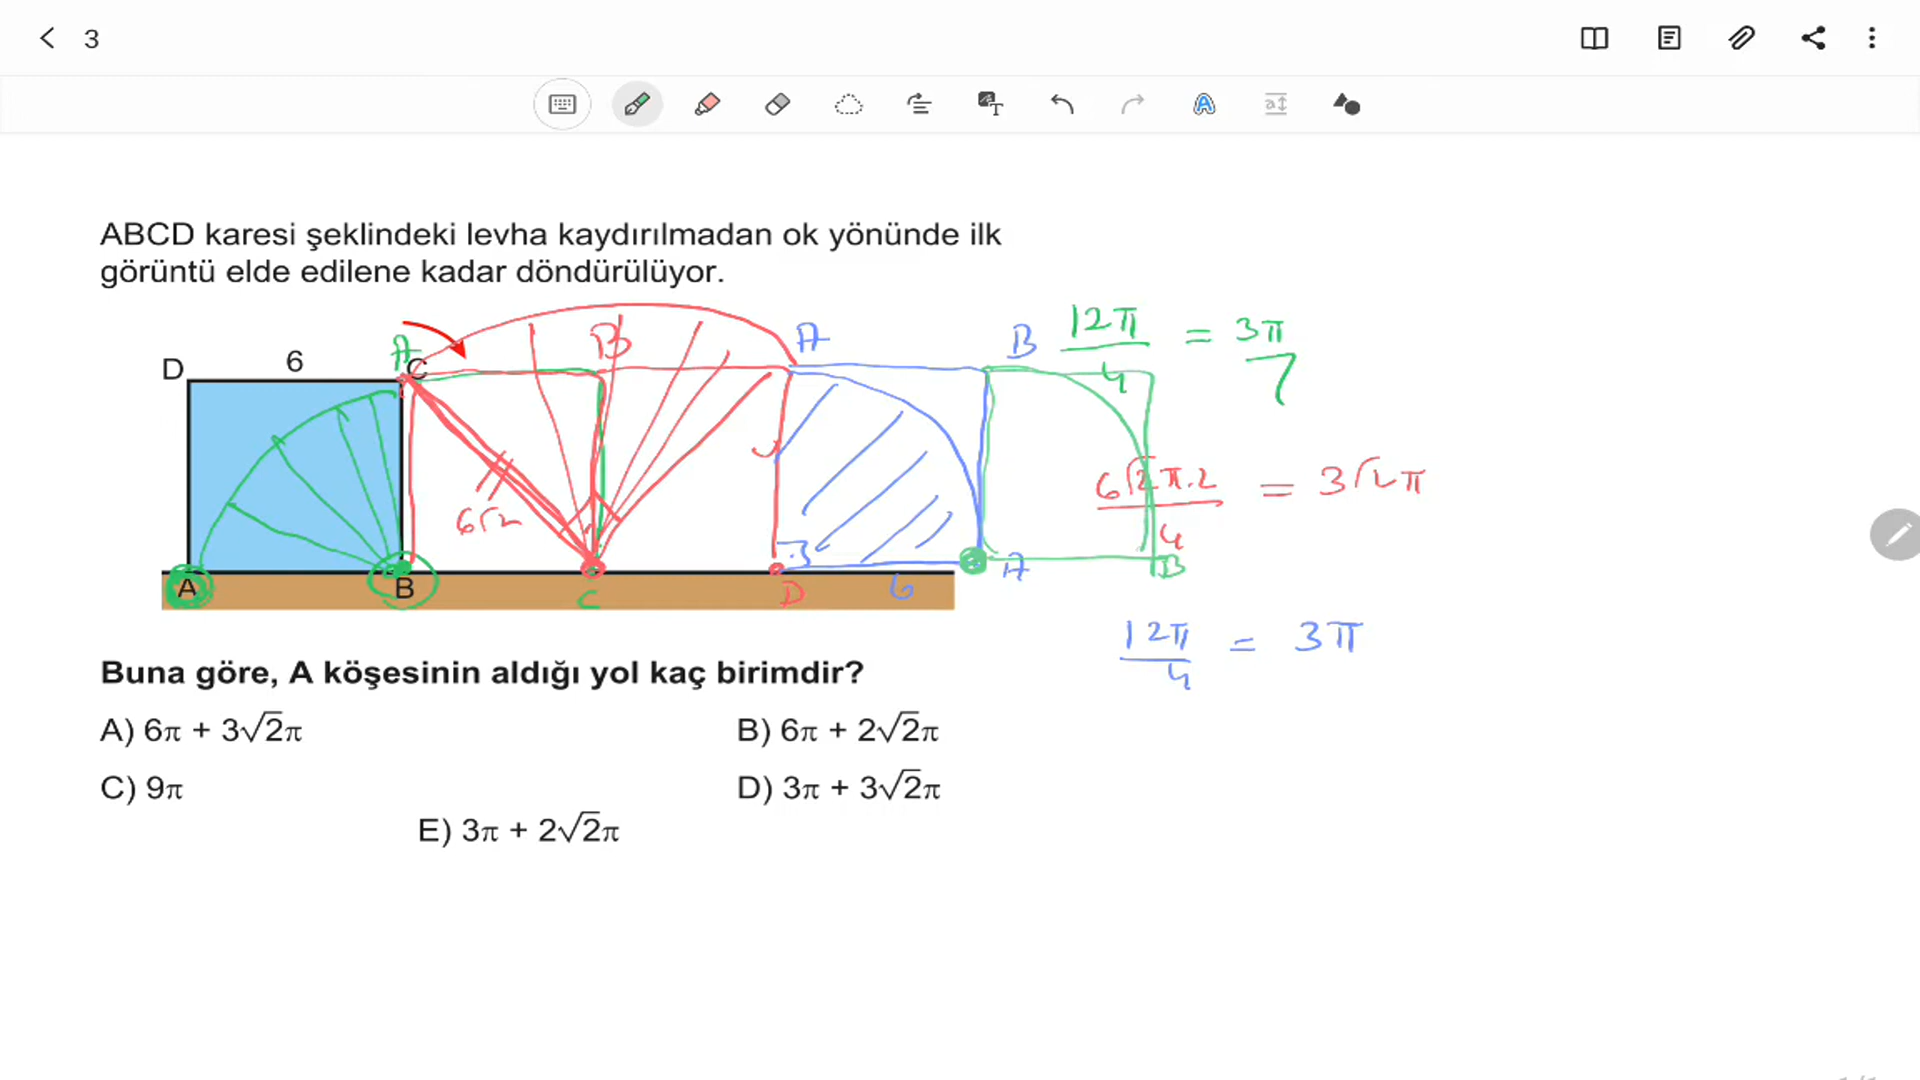 3
ABCD karesi şeklindeki levha kaydırılmadan ok yönünde ilk
görüntü elde edilene kadar döndürülüyor.
D 6 A C B A B
12π/4 = 3π
6√2
6√2π.2/4 = 3√2π
A B C D 6 A B
12π/4 = 3π
Buna göre, A köşesinin aldığı yol kaç birimdir?
A) 6π + 3√2π
B) 6π + 2√2π
C) 9π
D) 3π + 3√2π
E) 3π + 2√2π